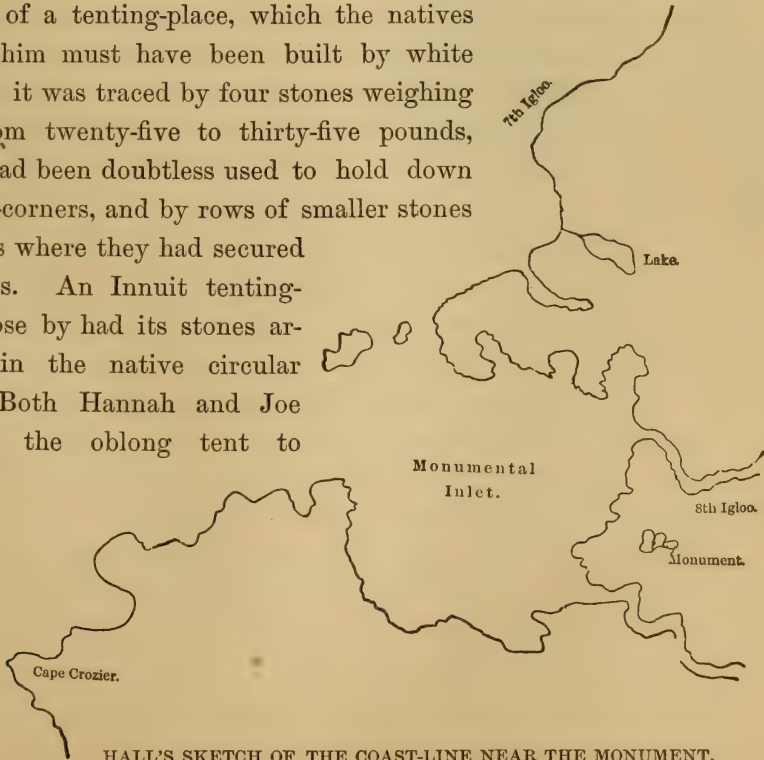 of a tenting-place, which the natives
him must have been built by white
it was traced by four stones weighing
om twenty-five to thirty-five pounds,
ad been doubtless used to hold down
-corners, and by rows of smaller stones
s where they had secured
s. An Innuit tenting-
ose by had its stones ar-
in the native circular
Both Hannah and Joe
the oblong tent to
7th Igloo.
Lake.
Monumental
Inlet.
8th Igloo.
Monument.
Cape Crozier.
HALL'S SKETCH OF THE COAST-LINE NEAR THE MONUMENT.